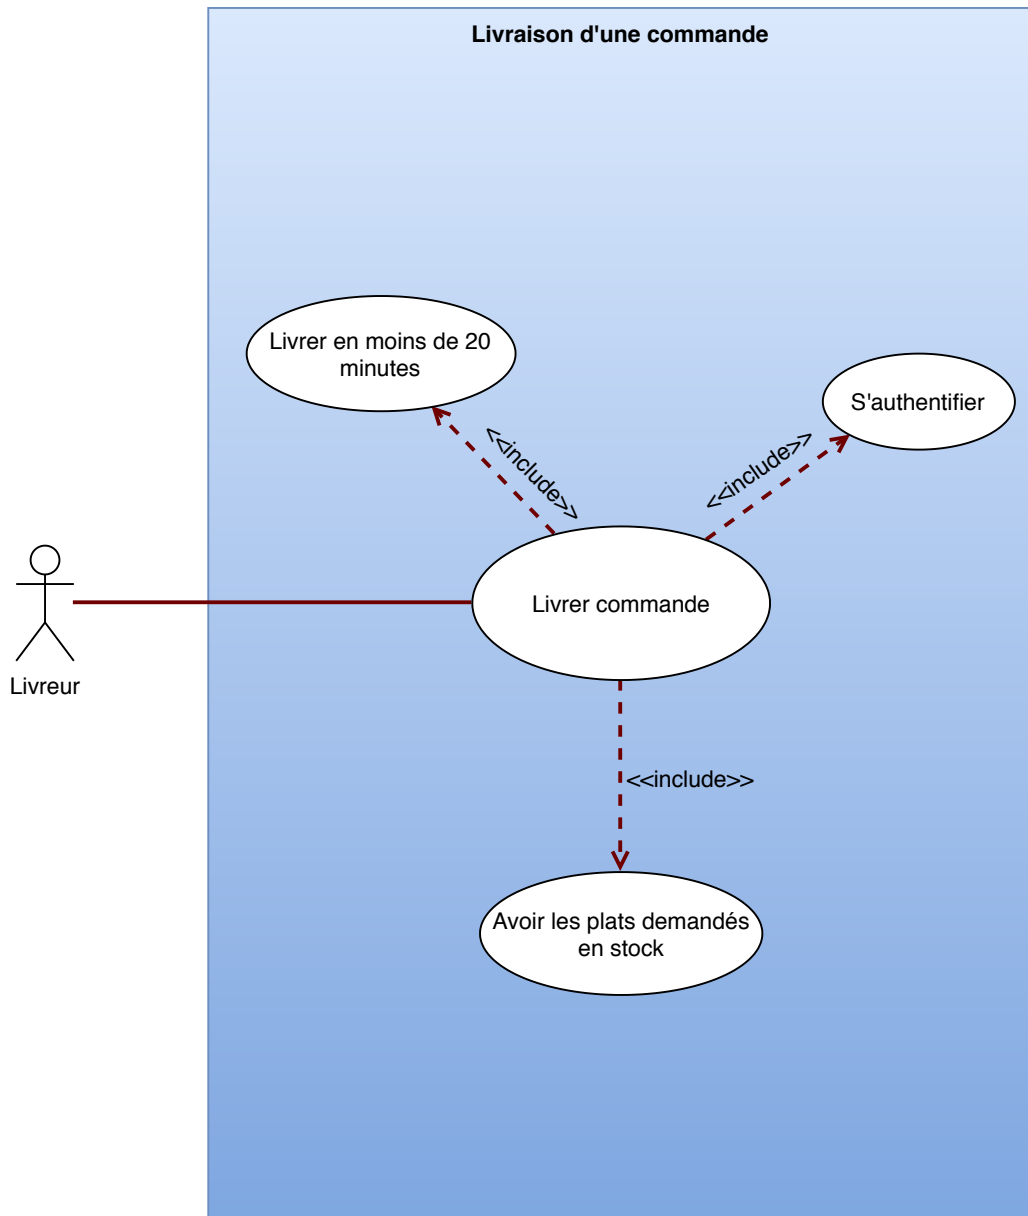 Livraison d'une commande
Livrer en moins de 20
minutes
S'authentifier
<<include>>
<<include>>
Livrer commande
Livreur
<<include>>
Avoir les plats demandés
en stock